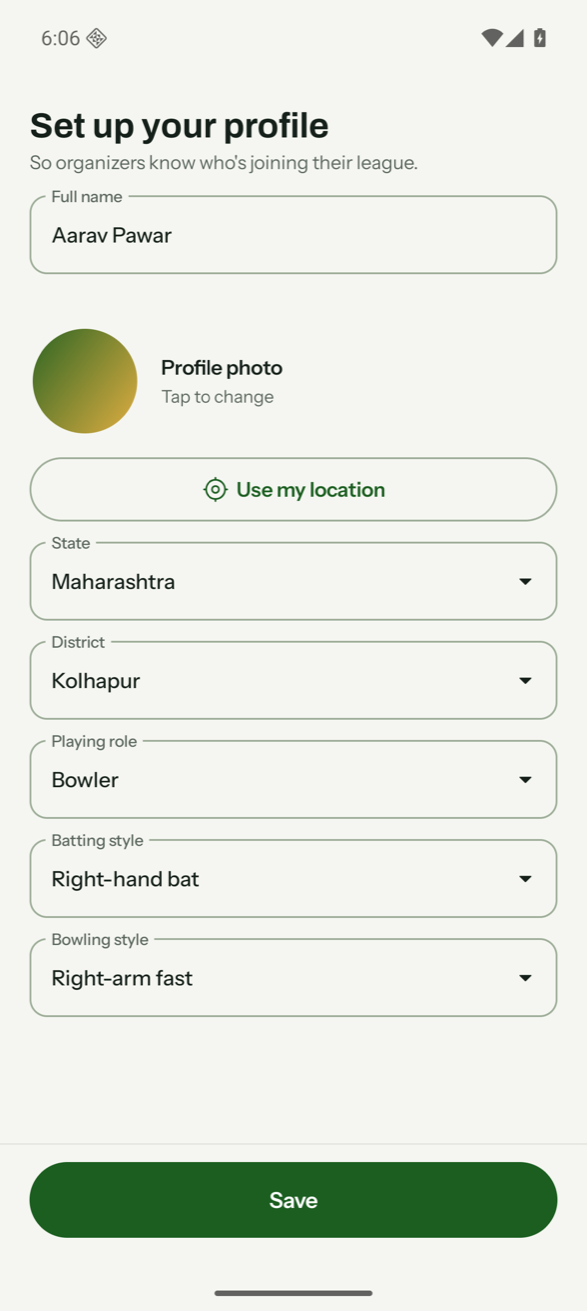 6:06
Set up your profile
So organizers know who's joining their league.
Full name
Aarav Pawar
Profile photo
Tap to change
Use my location
State
Maharashtra
District
Kolhapur
Playing role
Bowler
Batting style
Right-hand bat
Bowling style
Right-arm fast
Save